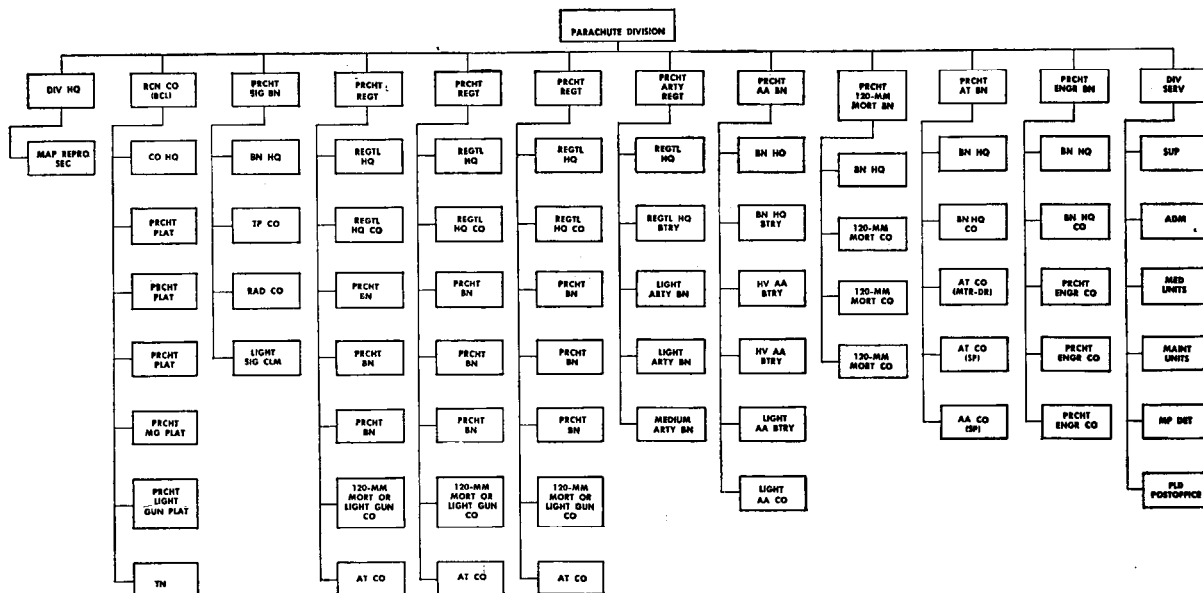 PARACHUTE DIVISION
DIV HQ
MAP REPRO
SEC
RCN CO
(BCL)
CO HQ
PRCHT
PLAT
PRCHT
PLAT
PRCHT
PLAT
PRCHT
MG PLAT
PRCHT
LIGHT
GUN PLAT
TN
PRCHT
SIG BN
BN HQ
TP CO
RAD CO
LIGHT
SIG CLM
PRCHT
REGT
REGTL
HQ
REGTL
HQ CO
PRCHT
BN
PRCHT
BN
PRCHT
BN
120-MM
MORT OR
LIGHT GUN
CO
AT CO
PRCHT
REGT
REGTL
HQ
REGTL
HQ CO
PRCHT
BN
PRCHT
BN
PRCHT
BN
120-MM
MORT OR
LIGHT GUN
CO
AT CO
PRCHT
REGT
REGTL
HQ
REGTL
HQ CO
PRCHT
BN
PRCHT
BN
PRCHT
BN
120-MM
MORT OR
LIGHT GUN
CO
AT CO
PRCHT
ARTY
REGT
REGTL
HQ
REGTL HQ
BTRY
LIGHT
ARTY BN
LIGHT
ARTY BN
MEDIUM
ARTY BN
PRCHT
AA BN
BN HQ
BN HQ
BTRY
HV AA
BTRY
HV AA
BTRY
LIGHT
AA BTRY
LIGHT
AA CO
PRCHT
120-MM
MORT BN
BN HQ
120-MM
MORT CO
120-MM
MORT CO
120-MM
MORT CO
PRCHT
AT BN
BN HQ
BN HQ
CO
AT CO
(MTR-DR)
AT CO
(SP)
AA CO
(SP)
PRCHT
ENGR BN
BN HQ
BN HQ
CO
PRCHT
ENGR CO
PRCHT
ENGR CO
PRCHT
ENGR CO
DIV
SERV
SUP
ADM
MED
UNITS
MAINT
UNITS
MP DET
FLD
POSTOFFICE